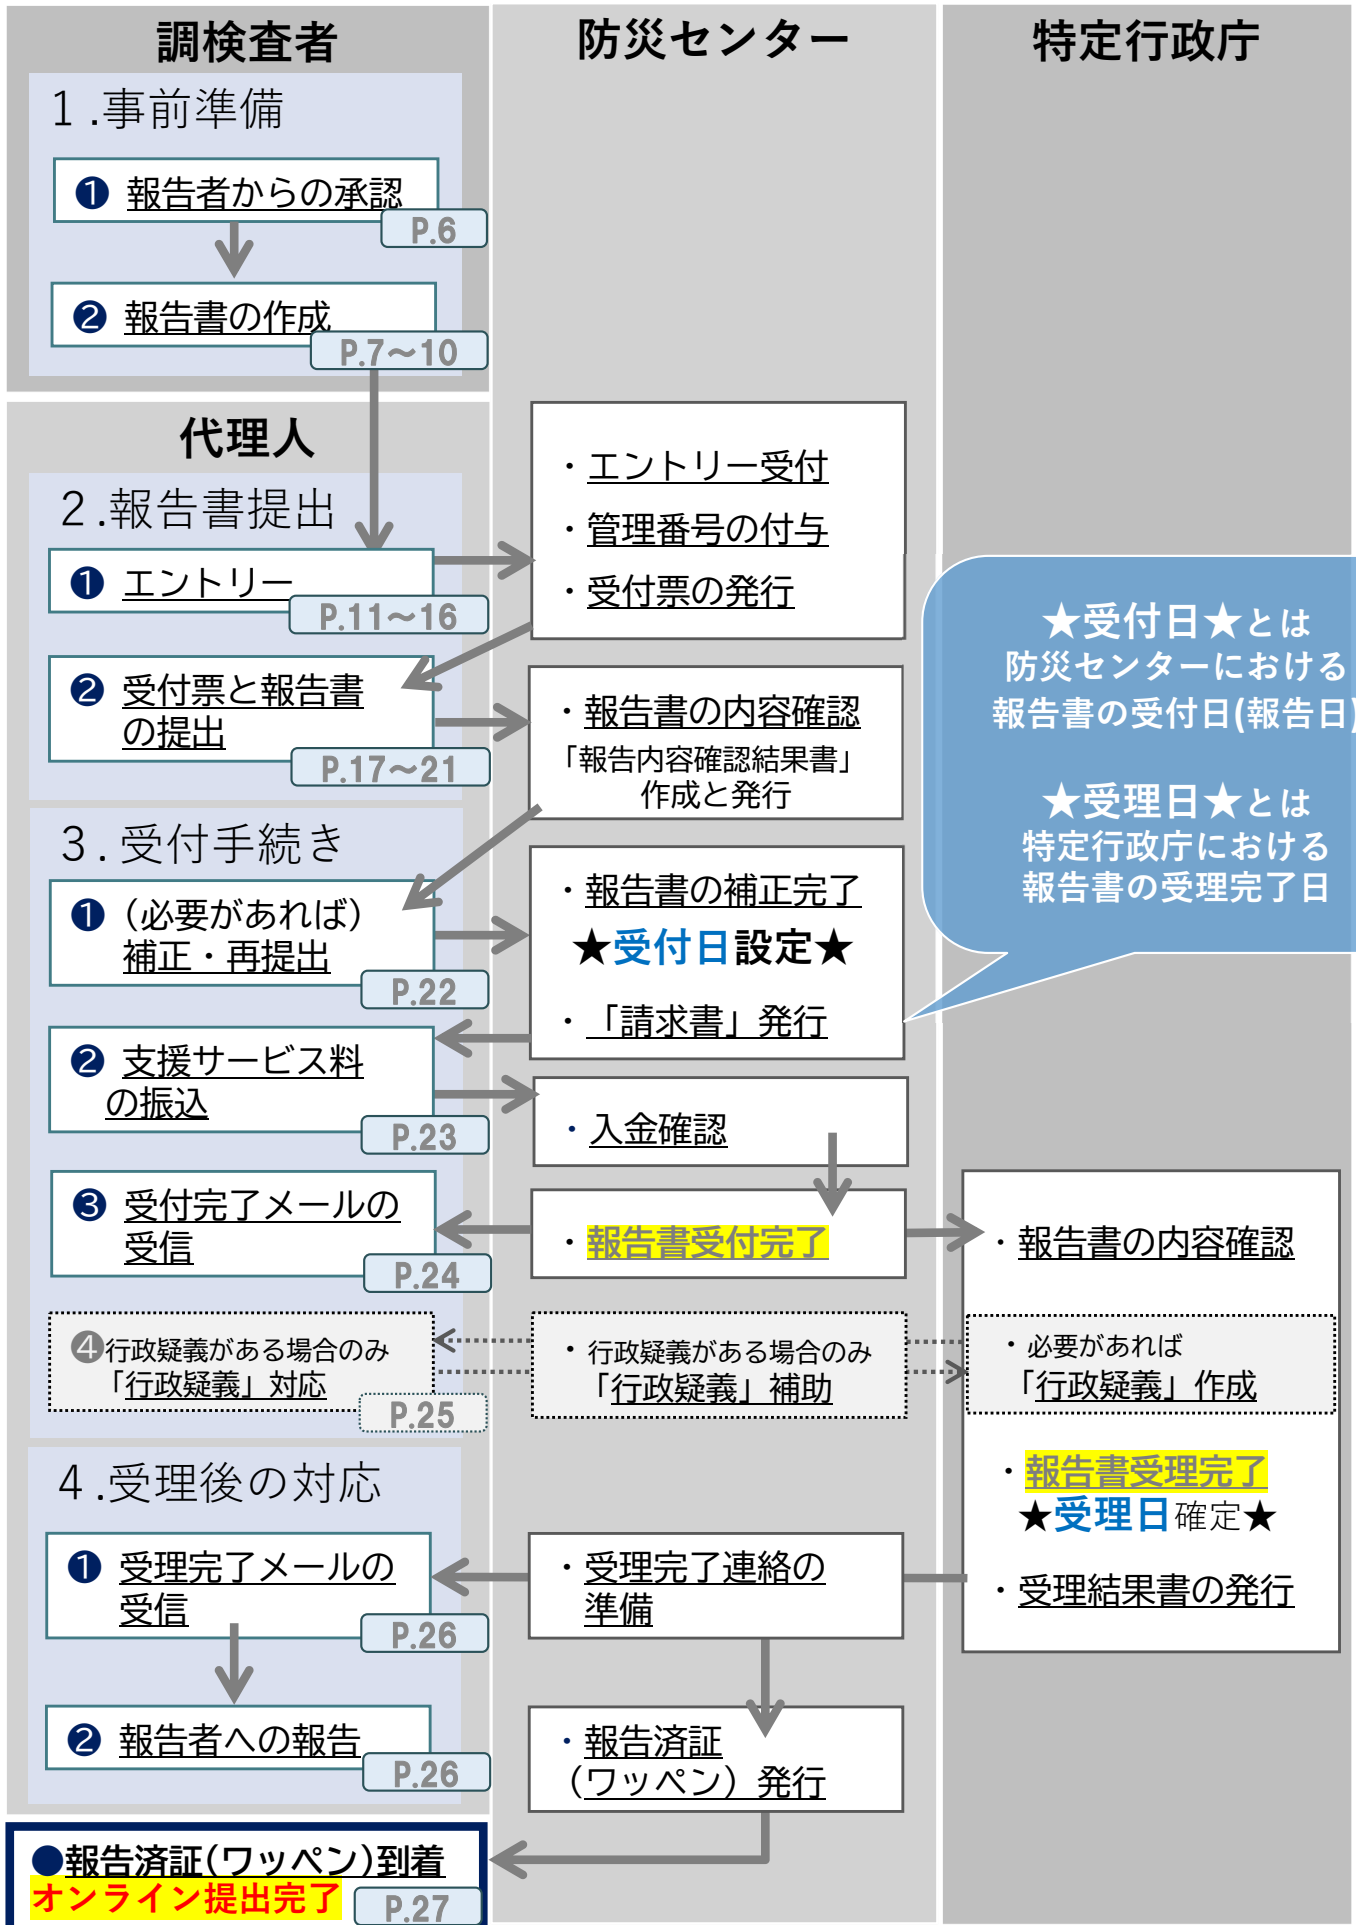 調検査者
防災センター
特定行政庁
１.事前準備
❶ 報告者からの承認
P.6
❷ 報告書の作成
P.7～10
代理人
２.報告書提出
❶ エントリー
P.11～16
・エントリー受付
・管理番号の付与
・受付票の発行
❷ 受付票と報告書
の提出
P.17～21
・報告書の内容確認
「報告内容確認結果書」
作成と発行
★受付日★とは
防災センターにおける
報告書の受付日(報告日)
★受理日★とは
特定行政庁における
報告書の受理完了日
３.受付手続き
❶（必要があれば）
補正・再提出
P.22
・報告書の補正完了
★受付日設定★
・「請求書」発行
❷ 支援サービス料
の振込
P.23
・入金確認
❸ 受付完了メールの
受信
P.24
・報告書受付完了
・報告書の内容確認
❹行政疑義がある場合のみ
「行政疑義」対応
P.25
・行政疑義がある場合のみ
「行政疑義」補助
・必要があれば
「行政疑義」作成
・報告書受理完了
★受理日確定★
・受理結果書の発行
４.受理後の対応
❶ 受理完了メールの
受信
P.26
・受理完了連絡の
準備
❷ 報告者への報告
P.26
・報告済証
（ワッペン）発行
●報告済証(ワッペン)到着
オンライン提出完了
P.27